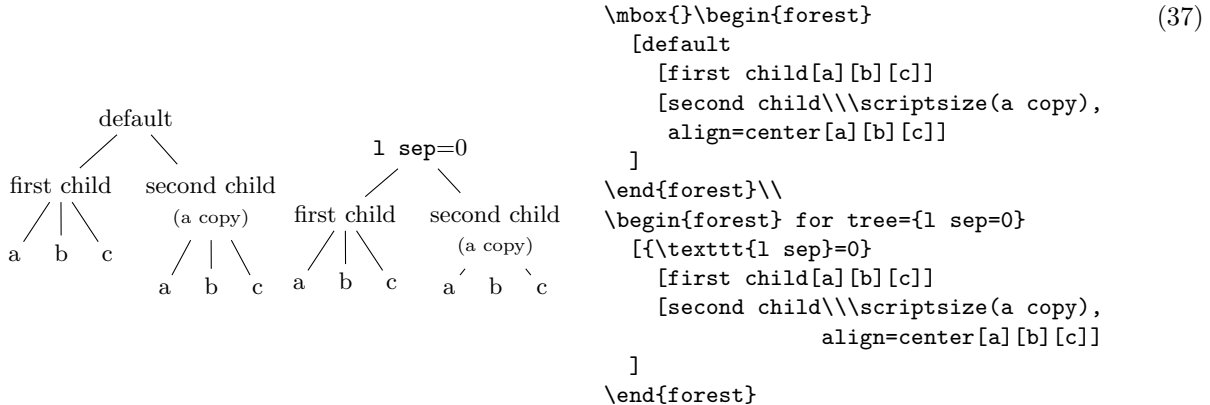 default
first child second child
(a copy)
a b c
a b c
l sep=0
first child second child
(a copy)
a b c a b c
\mbox{}\begin{forest}
[default
[first child[a][b][c]]
[second child\\\scriptsize(a copy),
align=center[a][b][c]]
]
\end{forest}\\
\begin{forest} for tree={l sep=0}
[{\texttt{l sep}=0}
[first child[a][b][c]]
[second child\\\scriptsize(a copy),
align=center[a][b][c]]
]
\end{forest}
(37)